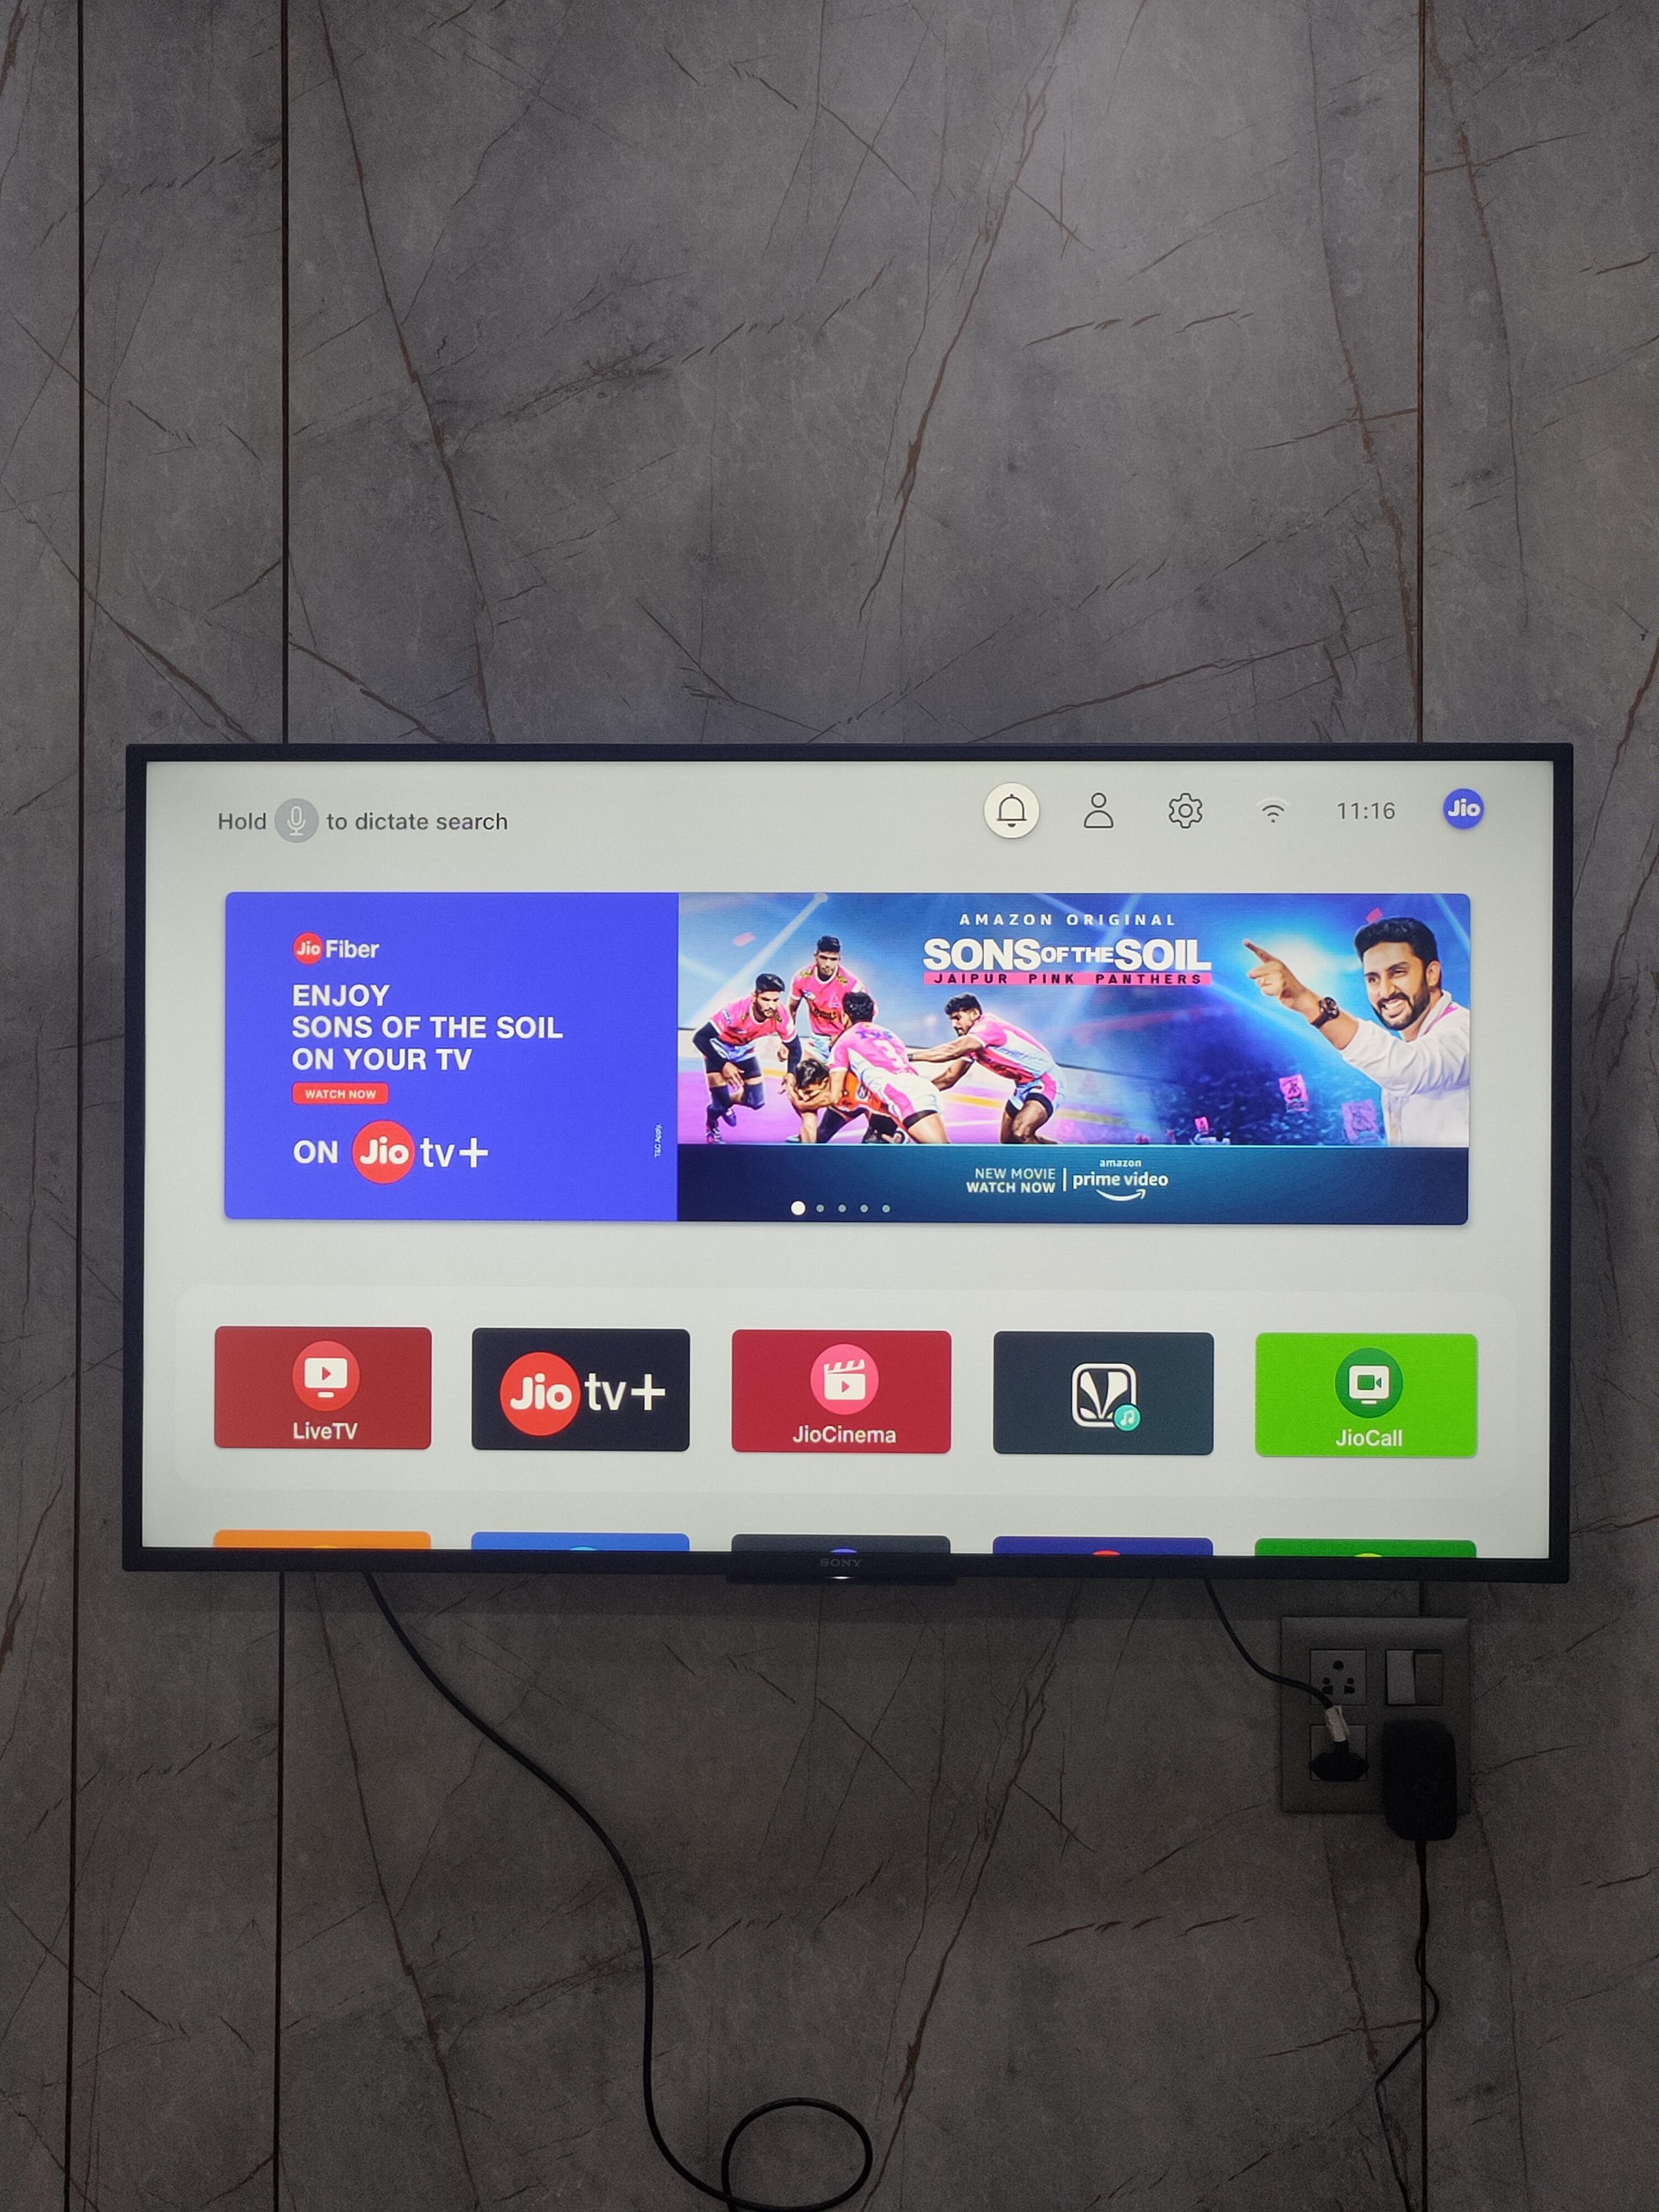 Hold to dictate search
11:16
Jio
Jio Fiber
ENJOY
SONS OF THE SOIL
ON YOUR TV
WATCH NOW
ON Jio tv+
T&C Apply.
AMAZON ORIGINAL
SONS OF THE SOIL
JAIPUR PINK PANTHERS
NEW MOVIE
WATCH NOW
amazon
prime video
LiveTV
Jio tv+
JioCinema
JioCall
SONY